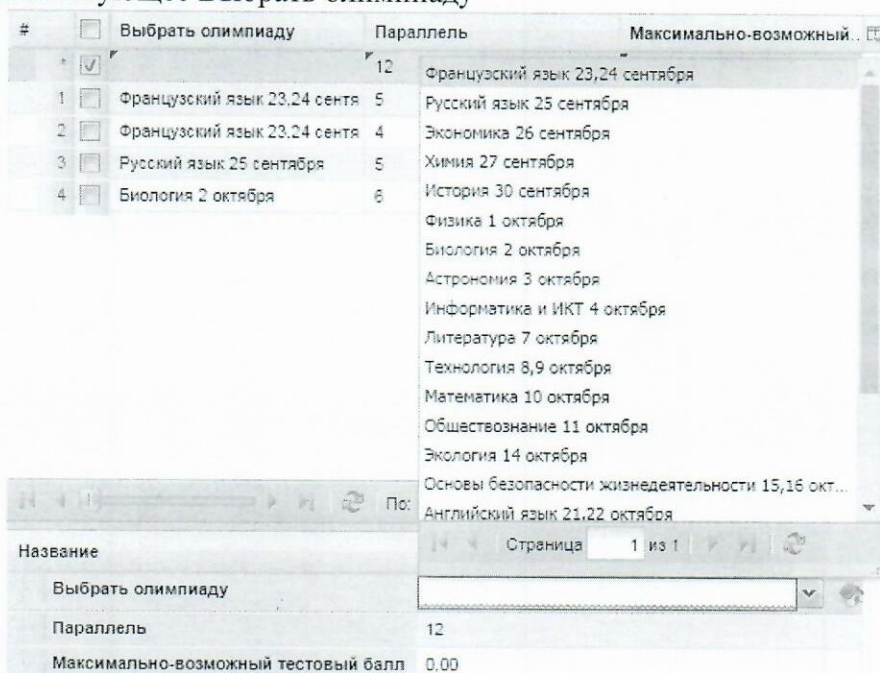 Выбрать олимпиаду
# Выбрать олимпиаду Параллель Максимально-возможный..
* 12
1 Французский язык 23,24 сентя 5
2 Французский язык 23,24 сентя 4
3 Русский язык 25 сентября 5
4 Биология 2 октября 6
Французский язык 23,24 сентября
Русский язык 25 сентября
Экономика 26 сентября
Химия 27 сентября
История 30 сентября
Физика 1 октября
Биология 2 октября
Астрономия 3 октября
Информатика и ИКТ 4 октября
Литература 7 октября
Технология 8,9 октября
Математика 10 октября
Обществознание 11 октября
Экология 14 октября
Основы безопасности жизнедеятельности 15,16 окт...
Английский язык 21,22 октября
По:
Страница 1 из 1
Название
Выбрать олимпиаду
Параллель 12
Максимально-возможный тестовый балл 0,00